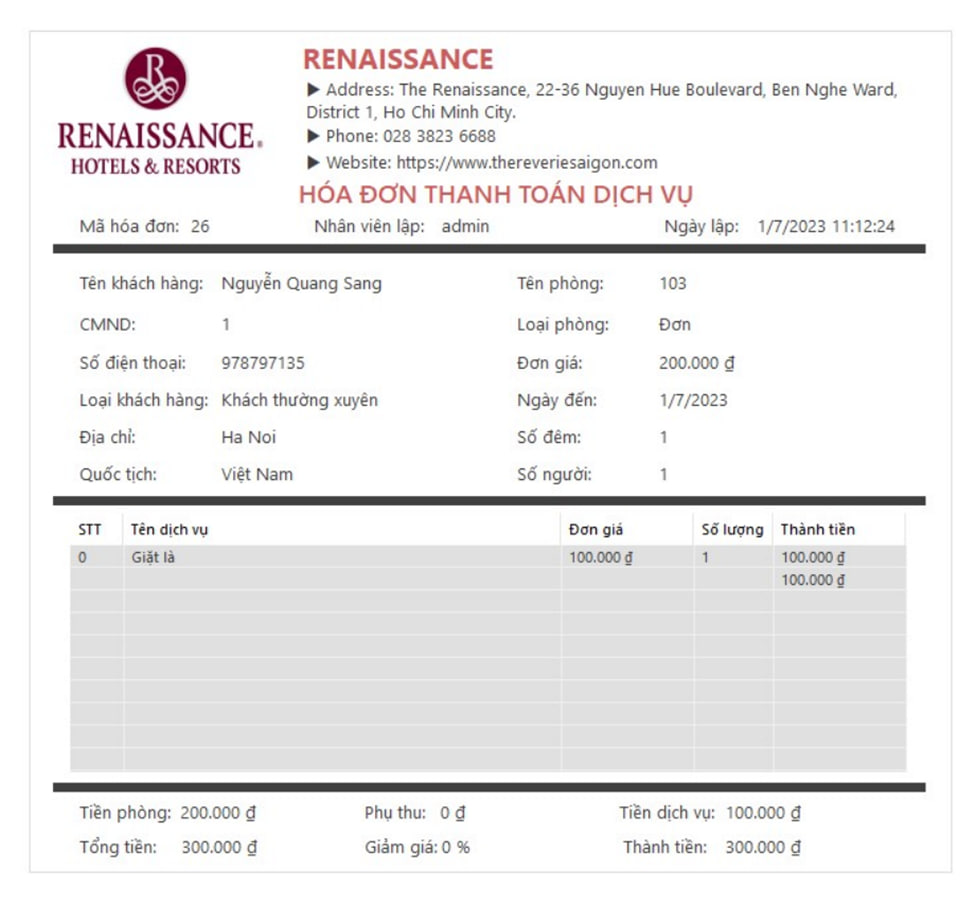 RENAISSANCE.
HOTELS & RESORTS
RENAISSANCE
▶ Address: The Renaissance, 22-36 Nguyen Hue Boulevard, Ben Nghe Ward,
District 1, Ho Chi Minh City.
▶ Phone: 028 3823 6688
▶ Website: https://www.thereveriesaigon.com
HÓA ĐƠN THANH TOÁN DỊCH VỤ
Mã hóa đơn: 26 Nhân viên lập: admin Ngày lập: 1/7/2023 11:12:24
Tên khách hàng: Nguyễn Quang Sang Tên phòng: 103
CMND: 1 Loại phòng: Đơn
Số điện thoại: 978797135 Đơn giá: 200.000 ₫
Loại khách hàng: Khách thường xuyên Ngày đến: 1/7/2023
Địa chỉ: Ha Noi Số đêm: 1
Quốc tịch: Việt Nam Số người: 1
STT Tên dịch vụ Đơn giá Số lượng Thành tiền
0 Giặt là 100.000 ₫ 1 100.000 ₫
100.000 ₫
Tiền phòng: 200.000 ₫ Phụ thu: 0 ₫ Tiền dịch vụ: 100.000 ₫
Tổng tiền: 300.000 ₫ Giảm giá: 0 % Thành tiền: 300.000 ₫